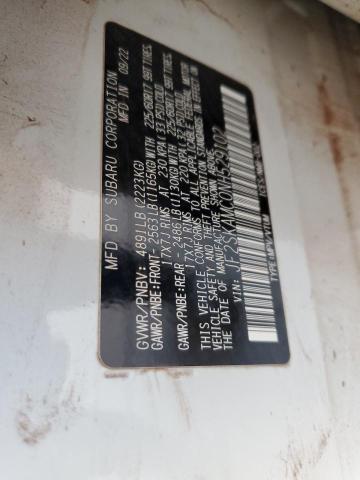 MFD BY SUBARU CORPORATION
MFD IN 09/22
GVWR/PNBV: 4891LB (2223KG)
GAWR/PNBE:FRONT- 2563LB(1165KG) WITH 225/60R17 99H TIRES,
17X7J RIMS AT 230 KPA( 33 PSI)COLD
GAWR/PNBE:REAR - 2486LB(1130KG) WITH 225/60R17 99H TIRES,
17X7J RIMS AT 220 KPA( 32 PSI)COLD
THIS VEHICLE CONFORMS TO ALL APPLICABLE FEDERAL MOTOR
VEHICLE SAFETY AND THEFT PREVENTION STANDARDS IN EFFECT
ON THE DATE OF MANUFACTURE SHOWN ABOVE.
VIN:
TYPE:MPV/VTM